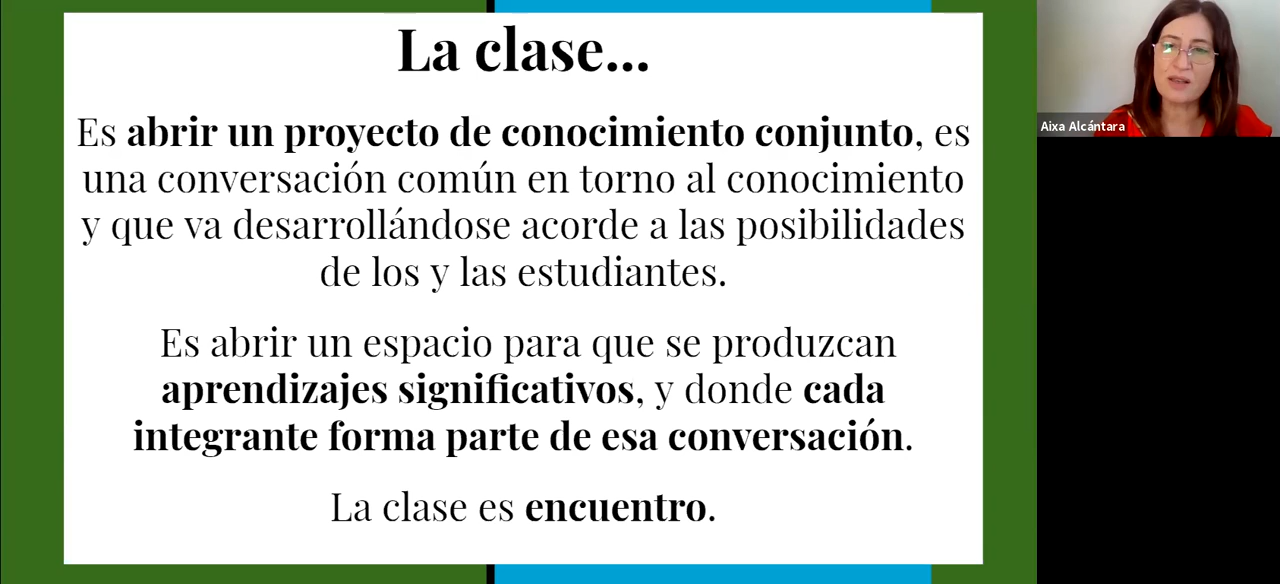 La clase...
Es abrir un proyecto de conocimiento conjunto, es
una conversación común en torno al conocimiento
y que va desarrollándose acorde a las posibilidades
de los y las estudiantes.
Es abrir un espacio para que se produzcan
aprendizajes significativos, y donde cada
integrante forma parte de esa conversación.
La clase es encuentro.
Aixa Alcántara